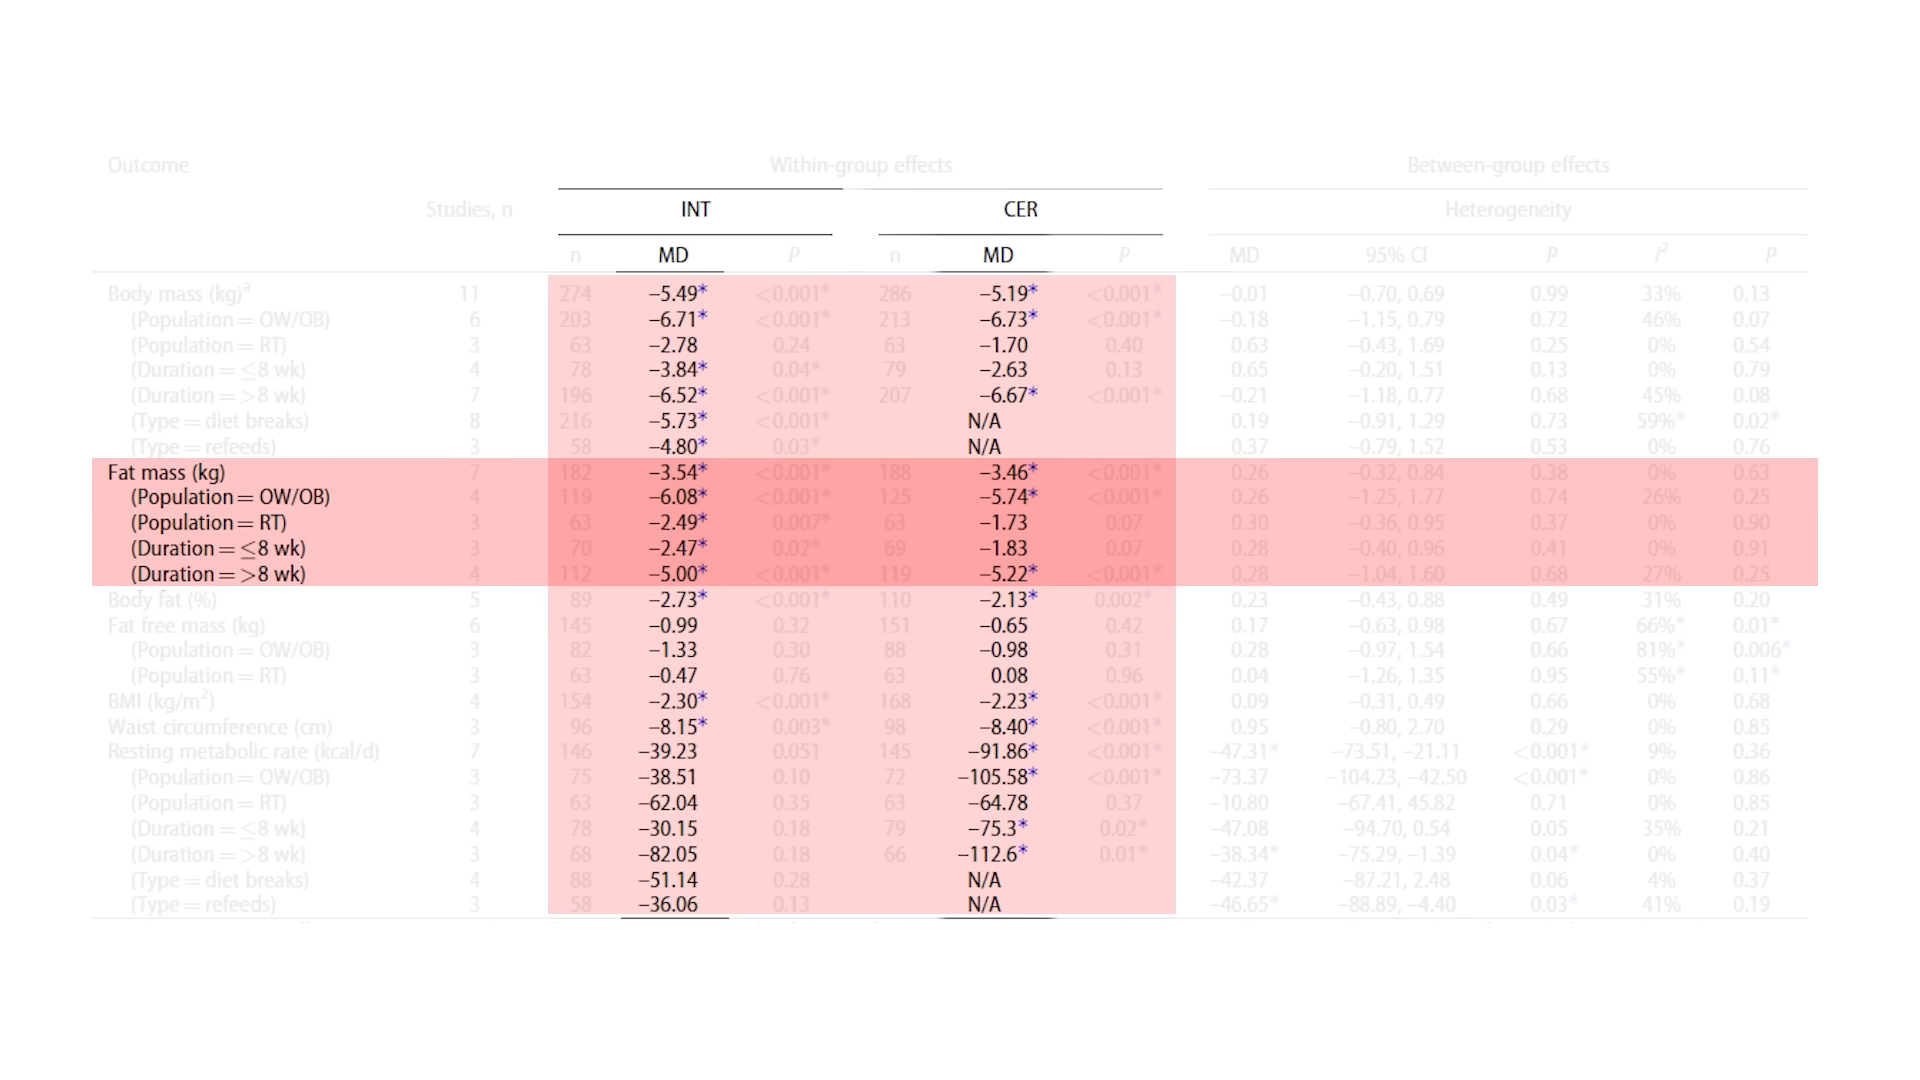 Outcome Within-group effects Between-group effects
Studies, n INT CER Heterogeneity
n MD P n MD P MD 95% CI P I² P
Body mass (kg)ᵃ 11 274 –5.49* <0.001* 286 –5.19* <0.001* –0.01 –0.70, 0.69 0.99 33% 0.13
(Population = OW/OB) 6 203 –6.71* <0.001* 213 –6.73* <0.001* –0.18 –1.15, 0.79 0.72 46% 0.07
(Population = RT) 3 63 –2.78 0.24 63 –1.70 0.40 0.63 –0.43, 1.69 0.25 0% 0.54
(Duration = ≤8 wk) 4 78 –3.84* 0.04* 79 –2.63 0.13 0.65 –0.20, 1.51 0.13 0% 0.79
(Duration = >8 wk) 7 196 –6.52* <0.001* 207 –6.67* <0.001* –0.21 –1.18, 0.77 0.68 45% 0.08
(Type = diet breaks) 8 216 –5.73* <0.001* N/A 0.19 –0.91, 1.29 0.73 59%* 0.02*
(Type = refeeds) 3 58 –4.80* 0.03* N/A 0.37 –0.79, 1.52 0.53 0% 0.76
Fat mass (kg) 7 182 –3.54* <0.001* 188 –3.46* <0.001* 0.26 –0.32, 0.84 0.38 0% 0.63
(Population = OW/OB) 4 119 –6.08* <0.001* 125 –5.74* <0.001* 0.26 –1.25, 1.77 0.74 26% 0.25
(Population = RT) 3 63 –2.49* 0.007* 63 –1.73 0.07 0.30 –0.36, 0.95 0.37 0% 0.90
(Duration = ≤8 wk) 3 70 –2.47* 0.02* 69 –1.83 0.07 0.28 –0.40, 0.96 0.41 0% 0.91
(Duration = >8 wk) 4 112 –5.00* <0.001* 119 –5.22* <0.001* 0.28 –1.04, 1.60 0.68 27% 0.25
Body fat (%) 5 89 –2.73* <0.001* 110 –2.13* 0.002* 0.23 –0.43, 0.88 0.49 31% 0.20
Fat free mass (kg) 6 145 –0.99 0.32 151 –0.65 0.42 0.17 –0.63, 0.98 0.67 66%* 0.01*
(Population = OW/OB) 3 82 –1.33 0.30 88 –0.98 0.31 0.28 –0.97, 1.54 0.66 81%* 0.006*
(Population = RT) 3 63 –0.47 0.76 63 0.08 0.96 0.04 –1.26, 1.35 0.95 55%* 0.11*
BMI (kg/m²) 4 154 –2.30* <0.001* 168 –2.23* <0.001* 0.09 –0.31, 0.49 0.66 0% 0.68
Waist circumference (cm) 3 96 –8.15* 0.003* 98 –8.40* <0.001* 0.95 –0.80, 2.70 0.29 0% 0.85
Resting metabolic rate (kcal/d) 7 146 –39.23 0.051 145 –91.86* <0.001* –47.31* –73.51, –21.11 <0.001* 9% 0.36
(Population = OW/OB) 3 75 –38.51 0.10 72 –105.58* <0.001* –73.37 –104.23, –42.50 <0.001* 0% 0.86
(Population = RT) 3 63 –62.04 0.35 63 –64.78 0.37 –10.80 –67.41, 45.82 0.71 0% 0.85
(Duration = ≤8 wk) 4 78 –30.15 0.18 79 –75.3* 0.02* –47.08 –94.70, 0.54 0.05 35% 0.21
(Duration = >8 wk) 3 68 –82.05 0.18 66 –112.6* 0.01* –38.34* –75.29, –1.39 0.04* 0% 0.40
(Type = diet breaks) 4 88 –51.14 0.28 N/A –42.37 –87.21, 2.48 0.06 4% 0.37
(Type = refeeds) 3 58 –36.06 0.13 N/A –46.65* –88.89, –4.40 0.03* 41% 0.19